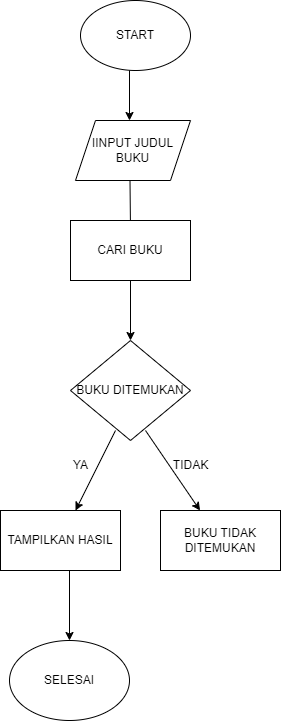 START
IINPUT JUDUL
BUKU
CARI BUKU
BUKU DITEMUKAN
YA
TIDAK
TAMPILKAN HASIL
BUKU TIDAK
DITEMUKAN
SELESAI